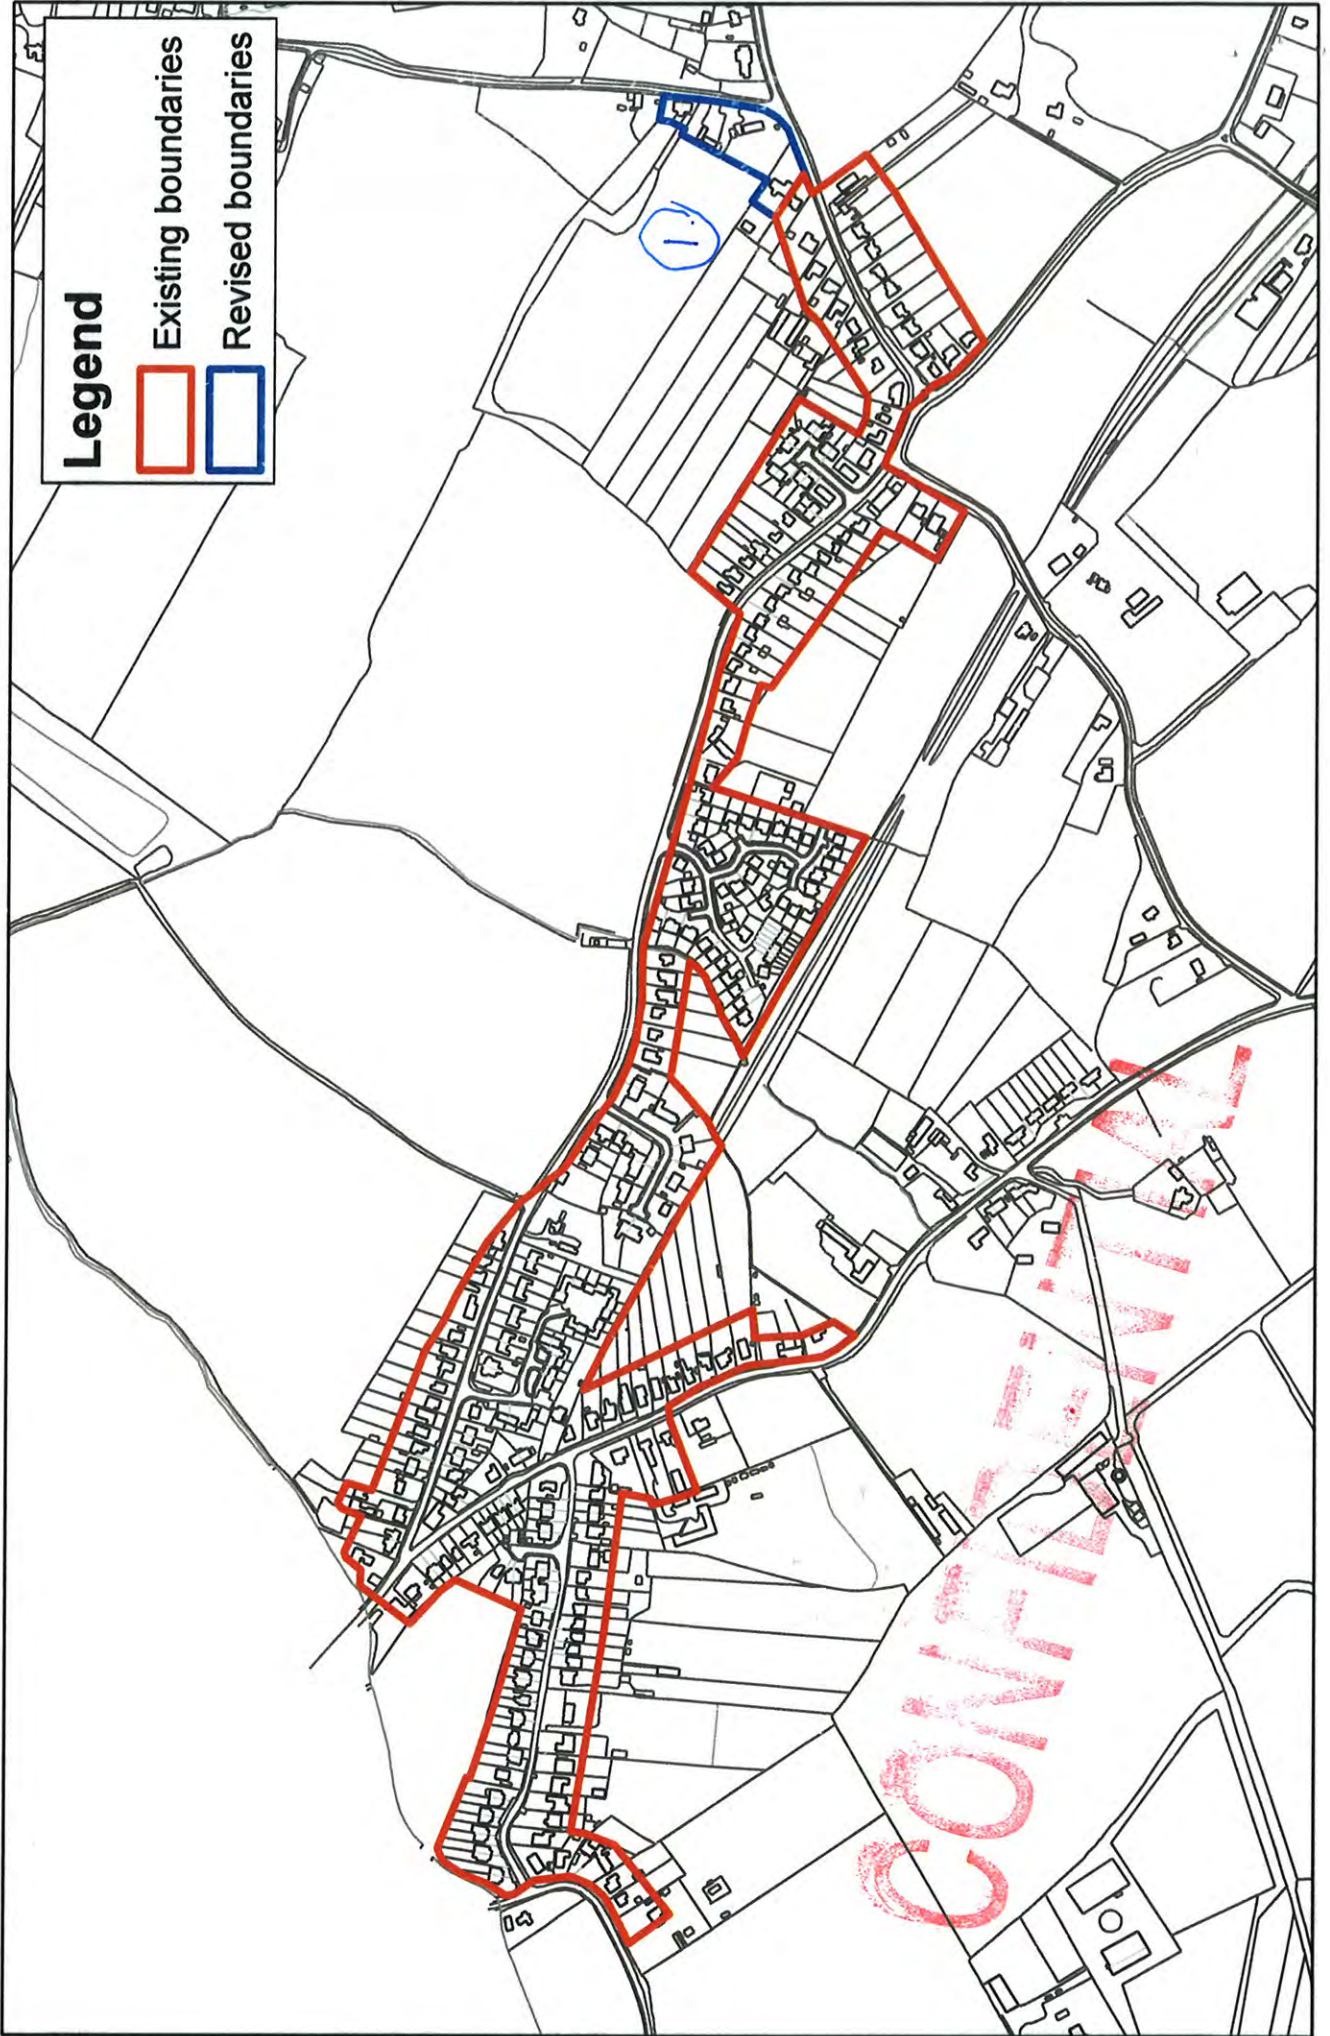 Legend
Existing boundaries
Revised boundaries
1.
CONFIDENTIAL